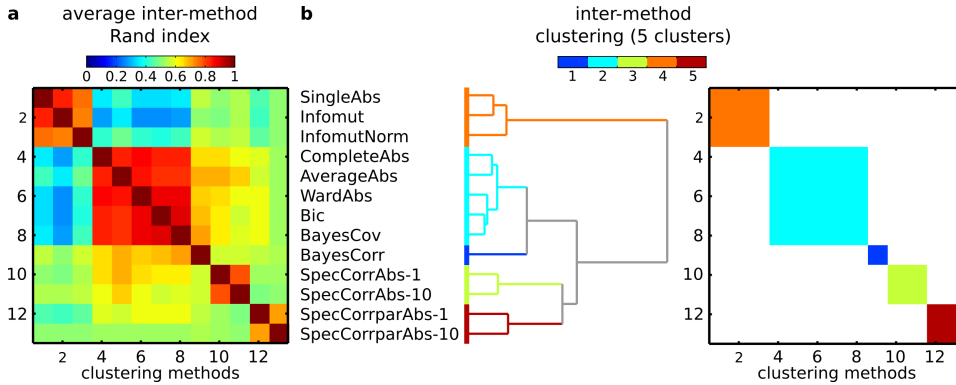 a
average inter-method
Rand index
0 0.2 0.4 0.6 0.8 1
2
4
6
8
10
12
2 4 6 8 10 12
clustering methods
b
inter-method
clustering (5 clusters)
1 2 3 4 5
SingleAbs
Infomut
InfomutNorm
CompleteAbs
AverageAbs
WardAbs
Bic
BayesCov
BayesCorr
SpecCorrAbs-1
SpecCorrAbs-10
SpecCorrparAbs-1
SpecCorrparAbs-10
2
4
6
8
10
12
2 4 6 8 10 12
clustering methods